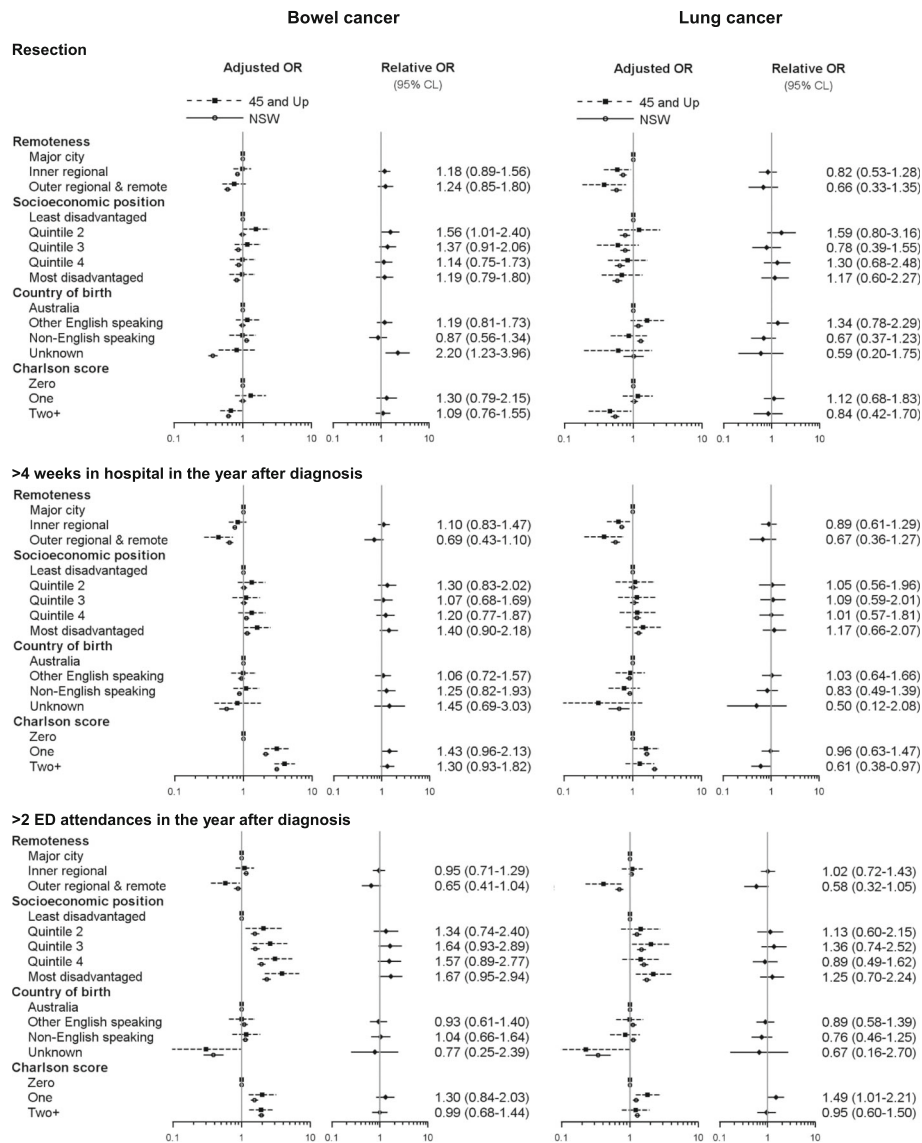 Bowel cancer Lung cancer
Resection
Adjusted OR Relative OR Adjusted OR Relative OR
(95% CL) (95% CL)
45 and Up 45 and Up
NSW NSW
Remoteness
Major city
Inner regional 1.18 (0.89-1.56) 0.82 (0.53-1.28)
Outer regional & remote 1.24 (0.85-1.80) 0.66 (0.33-1.35)
Socioeconomic position
Least disadvantaged
Quintile 2 1.56 (1.01-2.40) 1.59 (0.80-3.16)
Quintile 3 1.37 (0.91-2.06) 0.78 (0.39-1.55)
Quintile 4 1.14 (0.75-1.73) 1.30 (0.68-2.48)
Most disadvantaged 1.19 (0.79-1.80) 1.17 (0.60-2.27)
Country of birth
Australia
Other English speaking 1.19 (0.81-1.73) 1.34 (0.78-2.29)
Non-English speaking 0.87 (0.56-1.34) 0.67 (0.37-1.23)
Unknown 2.20 (1.23-3.96) 0.59 (0.20-1.75)
Charlson score
Zero
One 1.30 (0.79-2.15) 1.12 (0.68-1.83)
Two+ 1.09 (0.76-1.55) 0.84 (0.42-1.70)
0.1 1 10 0.1 1 10 0.1 1 10 0.1 1 10
>4 weeks in hospital in the year after diagnosis
Remoteness
Major city
Inner regional 1.10 (0.83-1.47) 0.89 (0.61-1.29)
Outer regional & remote 0.69 (0.43-1.10) 0.67 (0.36-1.27)
Socioeconomic position
Least disadvantaged
Quintile 2 1.30 (0.83-2.02) 1.05 (0.56-1.96)
Quintile 3 1.07 (0.68-1.69) 1.09 (0.59-2.01)
Quintile 4 1.20 (0.77-1.87) 1.01 (0.57-1.81)
Most disadvantaged 1.40 (0.90-2.18) 1.17 (0.66-2.07)
Country of birth
Australia
Other English speaking 1.06 (0.72-1.57) 1.03 (0.64-1.66)
Non-English speaking 1.25 (0.82-1.93) 0.83 (0.49-1.39)
Unknown 1.45 (0.69-3.03) 0.50 (0.12-2.08)
Charlson score
Zero
One 1.43 (0.96-2.13) 0.96 (0.63-1.47)
Two+ 1.30 (0.93-1.82) 0.61 (0.38-0.97)
0.1 1 10 0.1 1 10 0.1 1 10 0.1 1 10
>2 ED attendances in the year after diagnosis
Remoteness
Major city
Inner regional 0.95 (0.71-1.29) 1.02 (0.72-1.43)
Outer regional & remote 0.65 (0.41-1.04) 0.58 (0.32-1.05)
Socioeconomic position
Least disadvantaged
Quintile 2 1.34 (0.74-2.40) 1.13 (0.60-2.15)
Quintile 3 1.64 (0.93-2.89) 1.36 (0.74-2.52)
Quintile 4 1.57 (0.89-2.77) 0.89 (0.49-1.62)
Most disadvantaged 1.67 (0.95-2.94) 1.25 (0.70-2.24)
Country of birth
Australia
Other English speaking 0.93 (0.61-1.40) 0.89 (0.58-1.39)
Non-English speaking 1.04 (0.66-1.64) 0.76 (0.46-1.25)
Unknown 0.77 (0.25-2.39) 0.67 (0.16-2.70)
Charlson score
Zero
One 1.30 (0.84-2.03) 1.49 (1.01-2.21)
Two+ 0.99 (0.68-1.44) 0.95 (0.60-1.50)
0.1 1 10 0.1 1 10 0.1 1 10 0.1 1 10